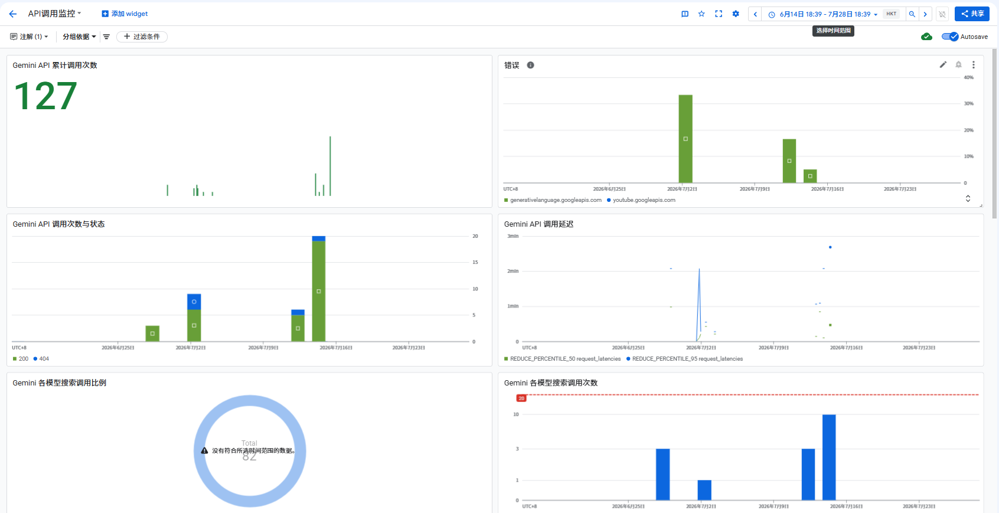 API调用监控
添加 widget
6月14日 18:39 - 7月28日 18:39
HKT
共享
选择时间范围
注解 (1)
分组依据
过滤条件
Autosave
Gemini API 累计调用次数
127
错误
40%
30%
20%
10%
0
UTC+8
2026年6月25日
2026年7月2日
2026年7月9日
2026年7月16日
2026年7月23日
generativelanguage.googleapis.com
youtube.googleapis.com
Gemini API 调用次数与状态
20
15
10
5
0
UTC+8
2026年6月25日
2026年7月2日
2026年7月9日
2026年7月16日
2026年7月23日
200
404
Gemini API 调用延迟
3min
2min
1min
0
UTC+8
2026年6月25日
2026年7月2日
2026年7月9日
2026年7月16日
2026年7月23日
REDUCE_PERCENTILE_50 request_latencies
REDUCE_PERCENTILE_95 request_latencies
Gemini 各模型搜索调用比例
Total
没有符合所选时间范围的数据。
82
Gemini 各模型搜索调用次数
20
10
3
1
0
UTC+8
2026年6月25日
2026年7月2日
2026年7月9日
2026年7月16日
2026年7月23日